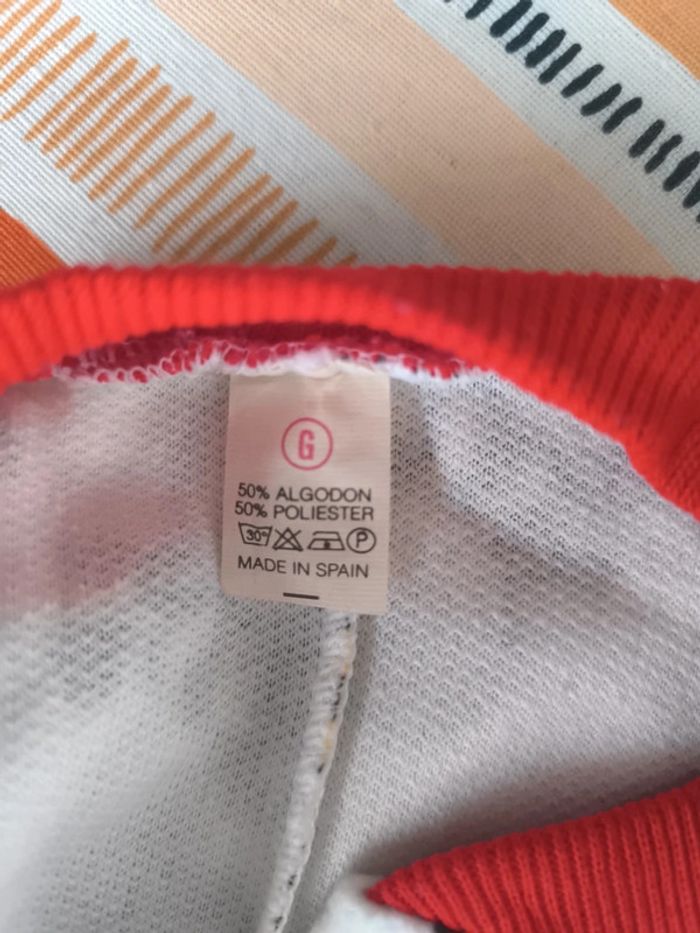 G
50% ALGODON
50% POLIESTER
30° P
MADE IN SPAIN